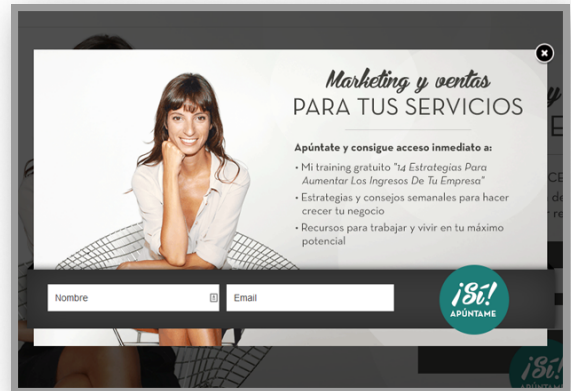 Marketing y ventas
PARA TUS SERVICIOS
Apúntate y consigue acceso inmediato a:
• Mi training gratuito "14 Estrategias Para
Aumentar Los Ingresos De Tu Empresa"
• Estrategias y consejos semanales para hacer
crecer tu negocio
• Recursos para trabajar y vivir en tu máximo
potencial
Nombre
Email
¡Sí!
APÚNTAME
¡Sí!
APÚNTAME